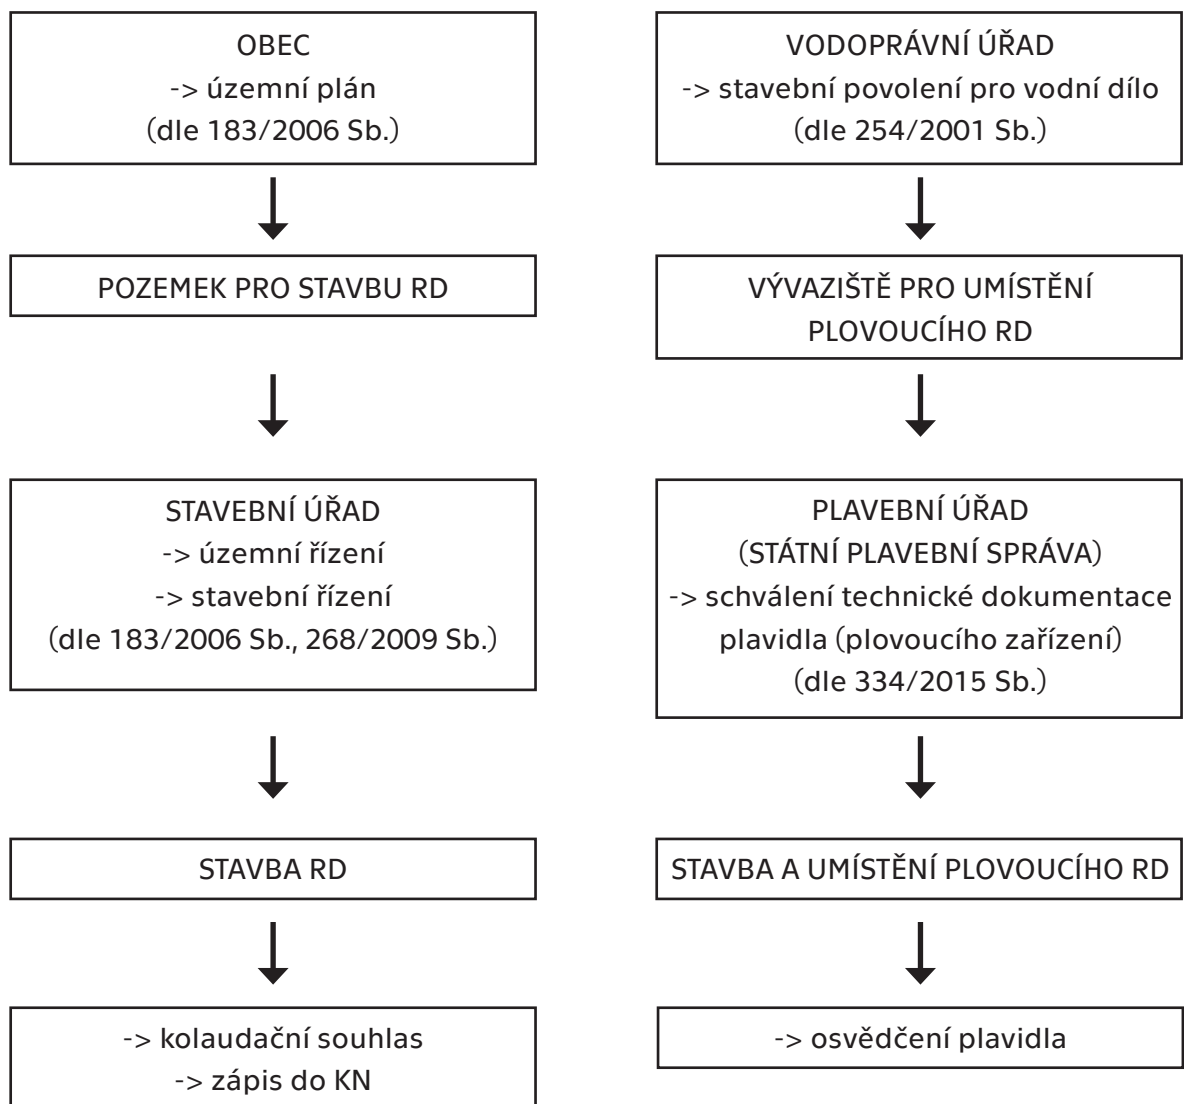 OBEC
-> územní plán
(dle 183/2006 Sb.)
POZEMEK PRO STAVBU RD
STAVEBNÍ ÚŘAD
-> územní řízení
-> stavební řízení
(dle 183/2006 Sb., 268/2009 Sb.)
STAVBA RD
-> kolaudační souhlas
-> zápis do KN
VODOPRÁVNÍ ÚŘAD
-> stavební povolení pro vodní dílo
(dle 254/2001 Sb.)
VÝVAZIŠTĚ PRO UMÍSTĚNÍ
PLOVOUCÍHO RD
PLAVEBNÍ ÚŘAD
(STÁTNÍ PLAVEBNÍ SPRÁVA)
-> schválení technické dokumentace
plavidla (plovoucího zařízení)
(dle 334/2015 Sb.)
STAVBA A UMÍSTĚNÍ PLOVOUCÍHO RD
-> osvědčení plavidla